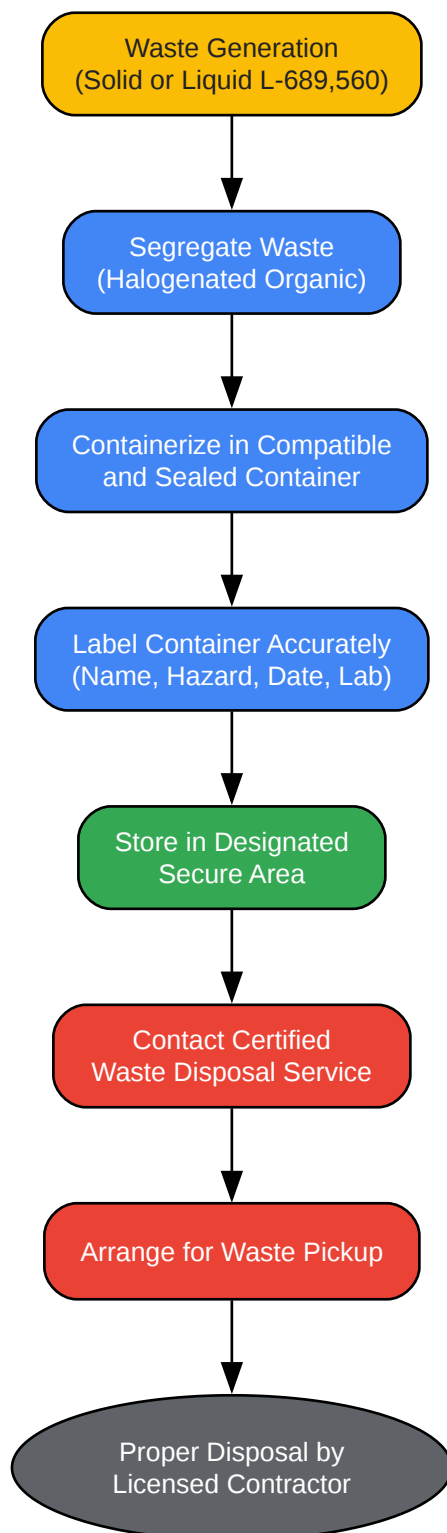 Waste Generation
(Solid or Liquid L-689,560)
Segregate Waste
(Halogenated Organic)
Containerize in Compatible
and Sealed Container
Label Container Accurately
(Name, Hazard, Date, Lab)
Store in Designated
Secure Area
Contact Certified
Waste Disposal Service
Arrange for Waste Pickup
Proper Disposal by
Licensed Contractor